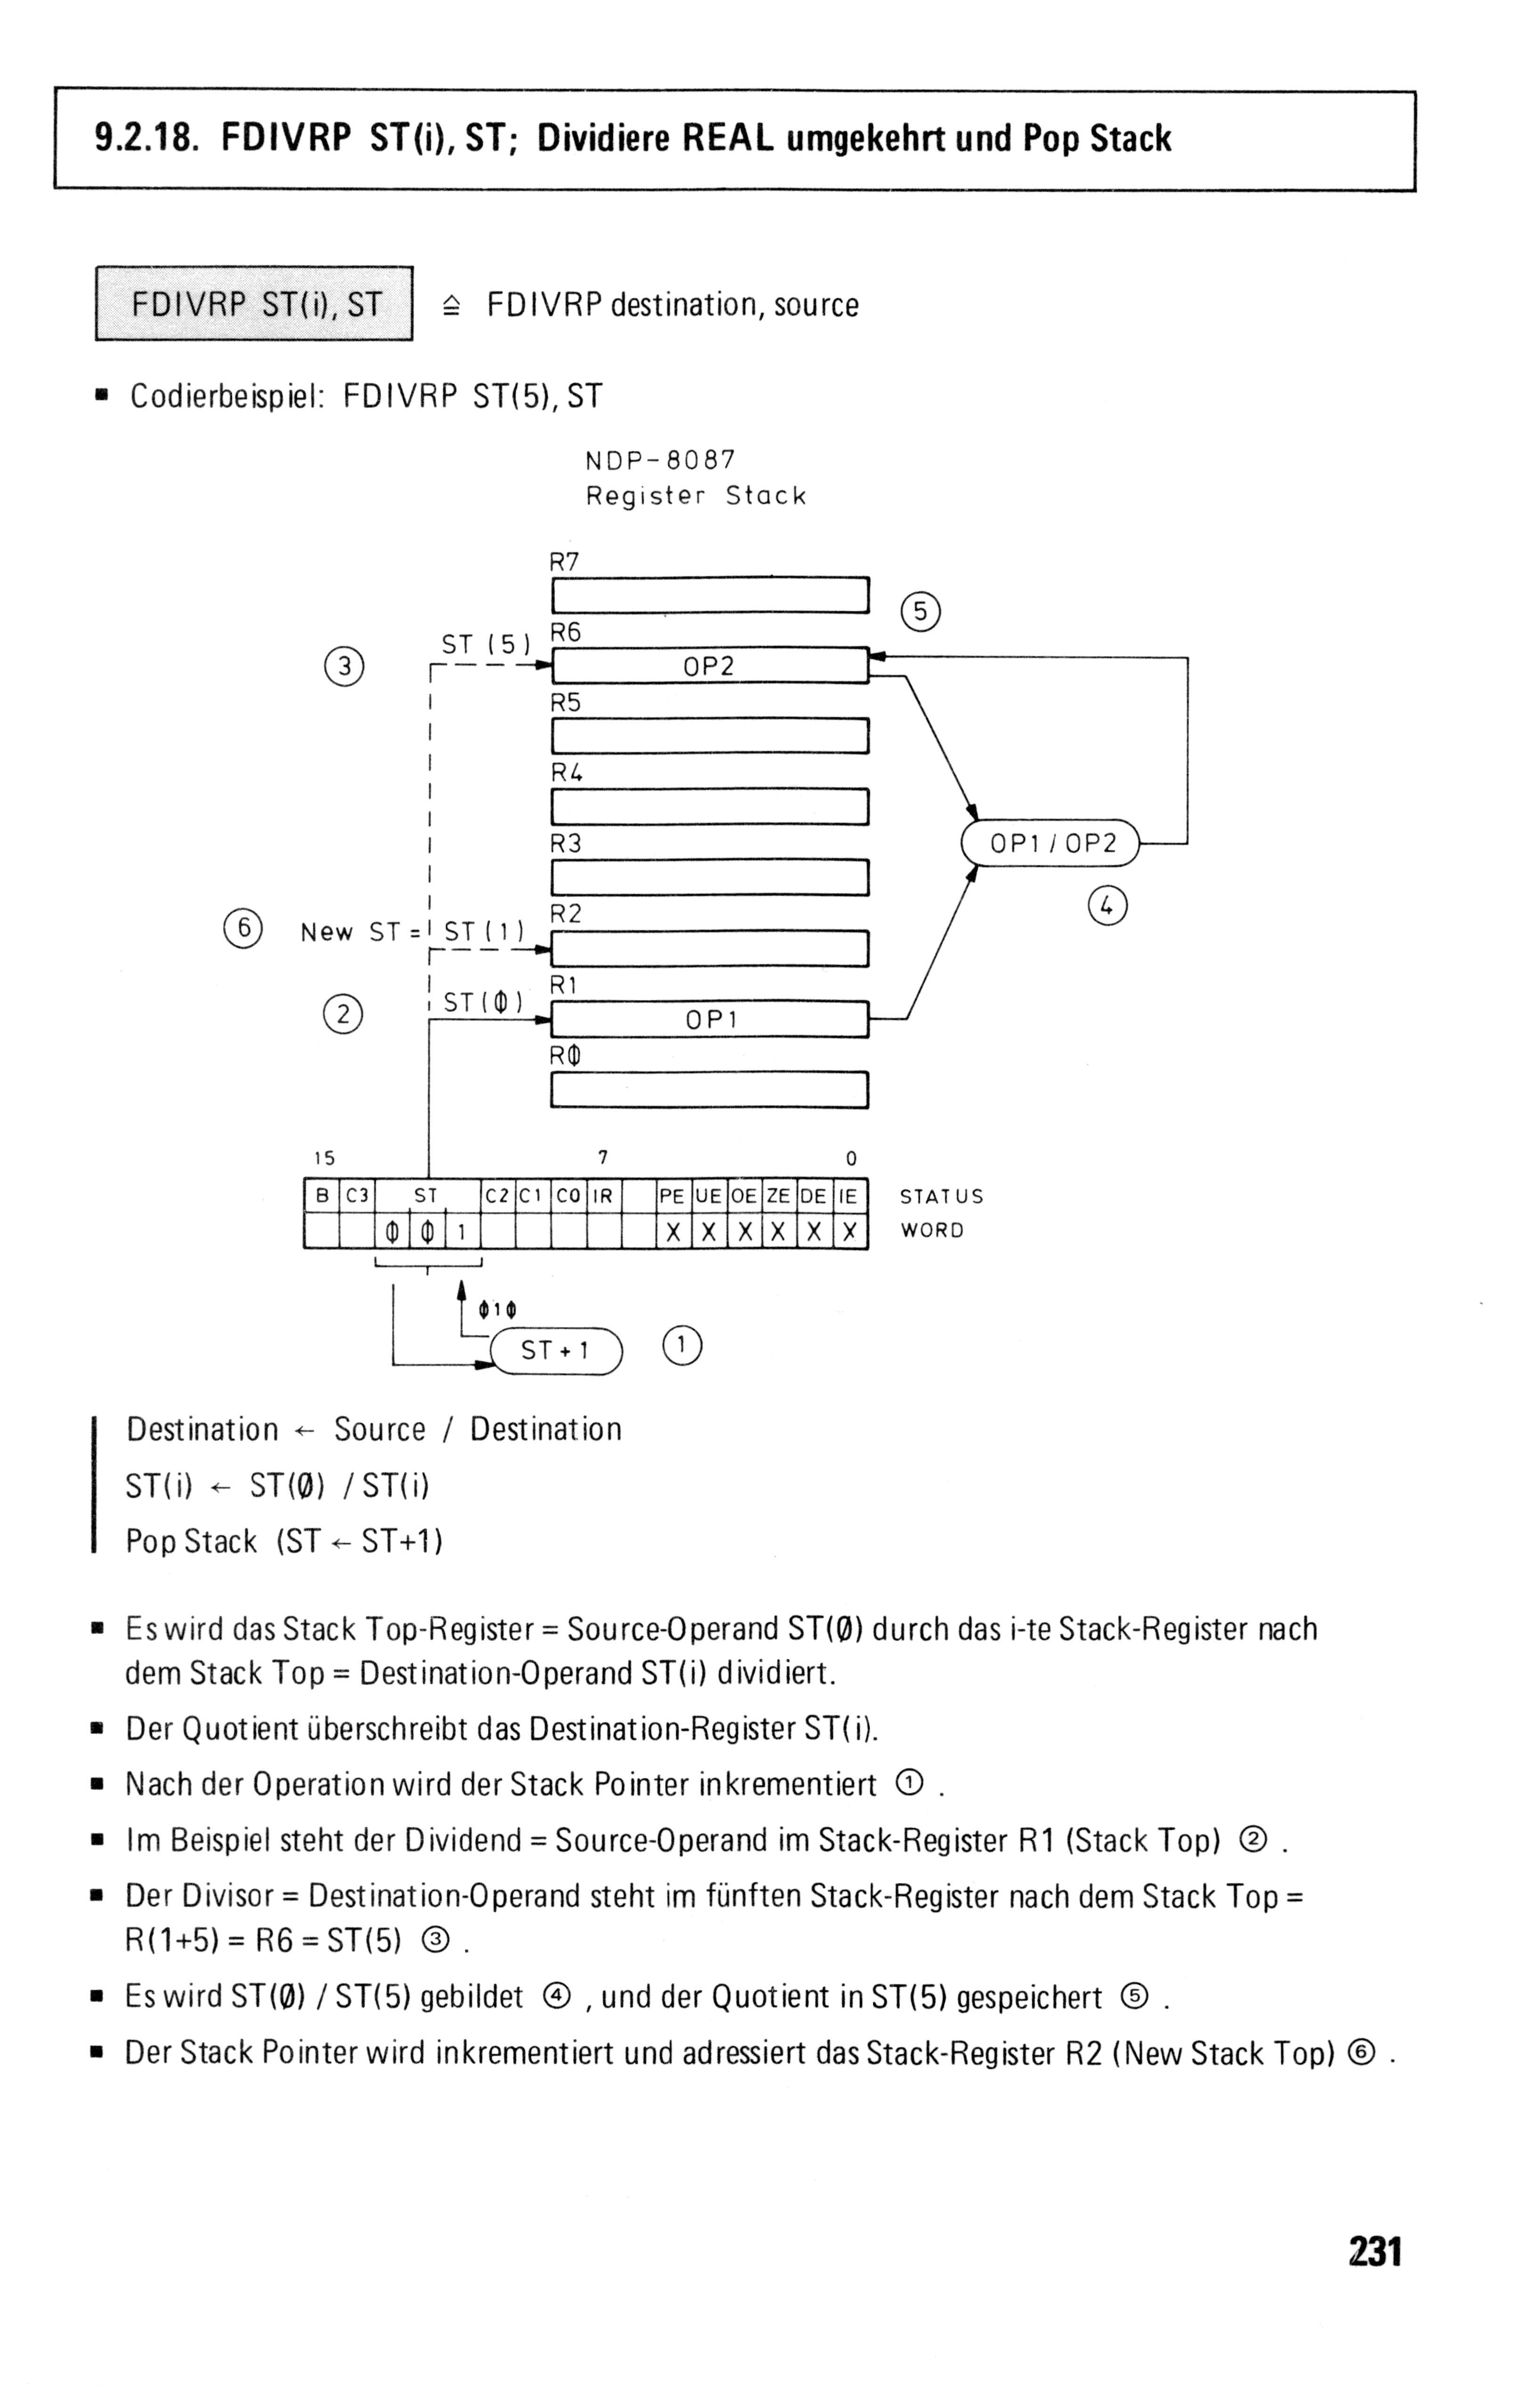 9.2.18. FDIVRP ST(i), ST; Dividiere REAL umgekehrt und Pop Stack
FDIVRP ST(i), ST ≙ FDIVRP destination, source
▪ Codierbeispiel: FDIVRP ST(5), ST
NDP-8087
Register Stack
R7
⑤
ST (5) R6
③ OP2
R5
R4
R3
OP1 / OP2
④
R2
⑥ New ST = ST (1)
R1
② ST (0)
OP1
R0
15 7 0
B C3 ST C2 C1 C0 IR PE UE OE ZE DE IE STATUS
0 0 1 X X X X X X WORD
010
ST + 1 ①
Destination ← Source / Destination
ST(i) ← ST(0) / ST(i)
Pop Stack (ST ← ST+1)
▪ Es wird das Stack Top-Register = Source-Operand ST(0) durch das i-te Stack-Register nach
dem Stack Top = Destination-Operand ST(i) dividiert.
▪ Der Quotient überschreibt das Destination-Register ST(i).
▪ Nach der Operation wird der Stack Pointer inkrementiert ① .
▪ Im Beispiel steht der Dividend = Source-Operand im Stack-Register R1 (Stack Top) ② .
▪ Der Divisor = Destination-Operand steht im fünften Stack-Register nach dem Stack Top =
R(1+5) = R6 = ST(5) ③ .
▪ Es wird ST(0) / ST(5) gebildet ④ , und der Quotient in ST(5) gespeichert ⑤ .
▪ Der Stack Pointer wird inkrementiert und adressiert das Stack-Register R2 (New Stack Top) ⑥ .
231